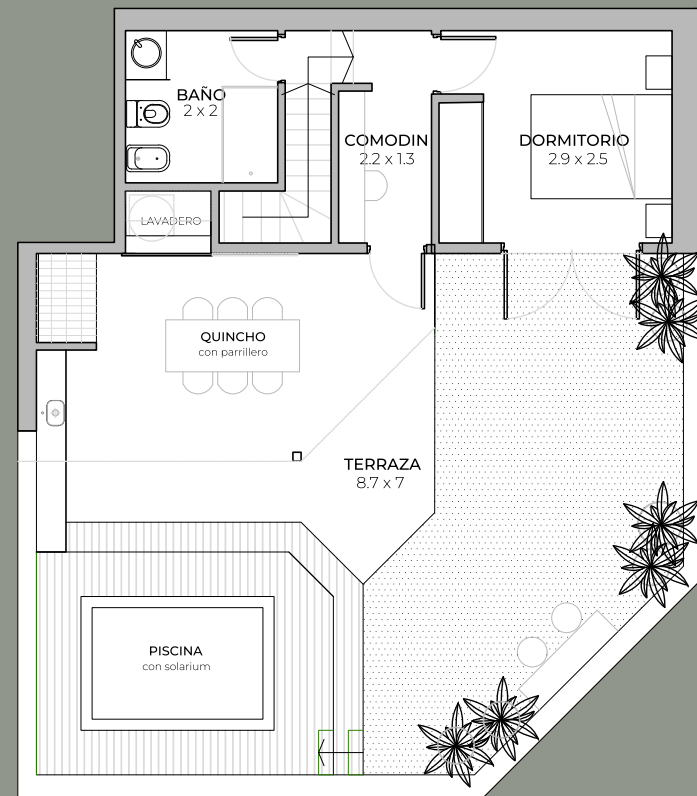 BAÑO
2 x 2
COMODIN
2.2 x 1.3
DORMITORIO
2.9 x 2.5
LAVADERO
QUINCHO
con parrillero
TERRAZA
8.7 x 7
PISCINA
con solarium